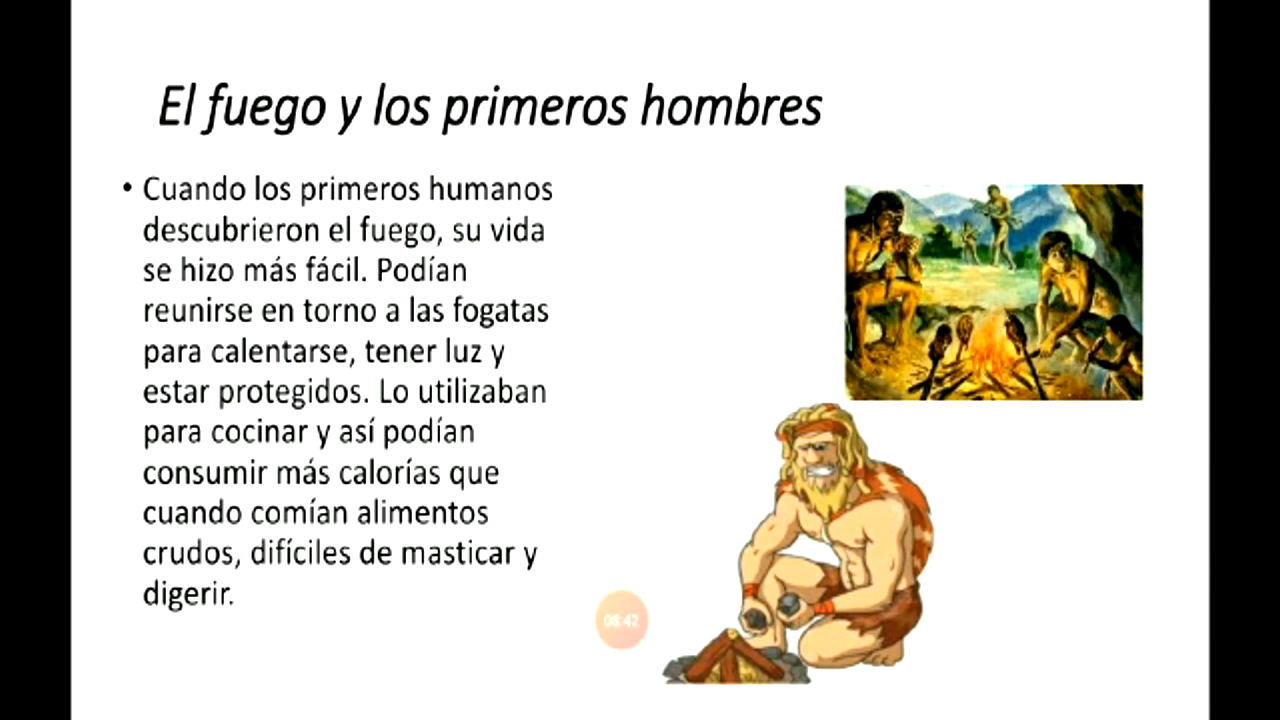 El fuego y los primeros hombres
• Cuando los primeros humanos
descubrieron el fuego, su vida
se hizo más fácil. Podían
reunirse en torno a las fogatas
para calentarse, tener luz y
estar protegidos. Lo utilizaban
para cocinar y así podían
consumir más calorías que
cuando comían alimentos
crudos, difíciles de masticar y
digerir.
08:42